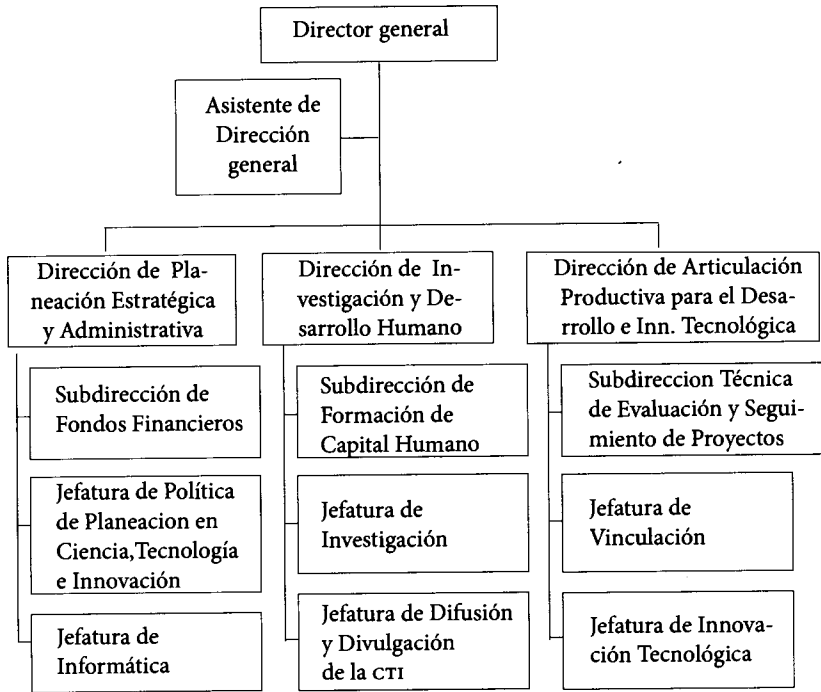 Director general
Asistente de
Dirección
general
Dirección de Pla-
neación Estratégica
y Administrativa
Dirección de In-
vestigación y De-
sarrollo Humano
Dirección de Articulación
Productiva para el Desa-
rrollo e Inn. Tecnológica
Subdirección de
Fondos Financieros
Subdirección de
Formación de
Capital Humano
Subdireccion Técnica
de Evaluación y Segui-
miento de Proyectos
Jefatura de Política
de Planeacion en
Ciencia,Tecnología
e Innovación
Jefatura de
Investigación
Jefatura de
Vinculación
Jefatura de
Informática
Jefatura de Difusión
y Divulgación
de la CTI
Jefatura de Innova-
ción Tecnológica